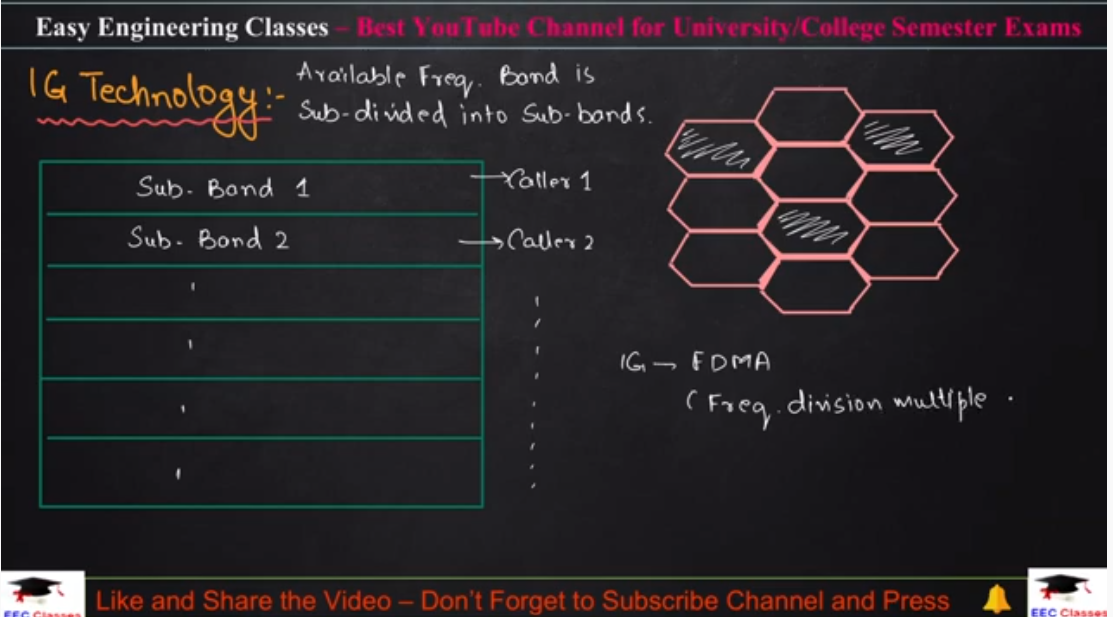 Easy Engineering Classes – Best YouTube Channel for University/College Semester Exams
1G Technology:-
Available Freq. Band is
Sub-divided into Sub-bands.
Sub-Band 1
→ Caller 1
Sub-Band 2
→ Caller 2
1G → FDMA
( Freq. division multiple
Like and Share the Video – Don't Forget to Subscribe Channel and Press
EEC Classes
EEC Classes